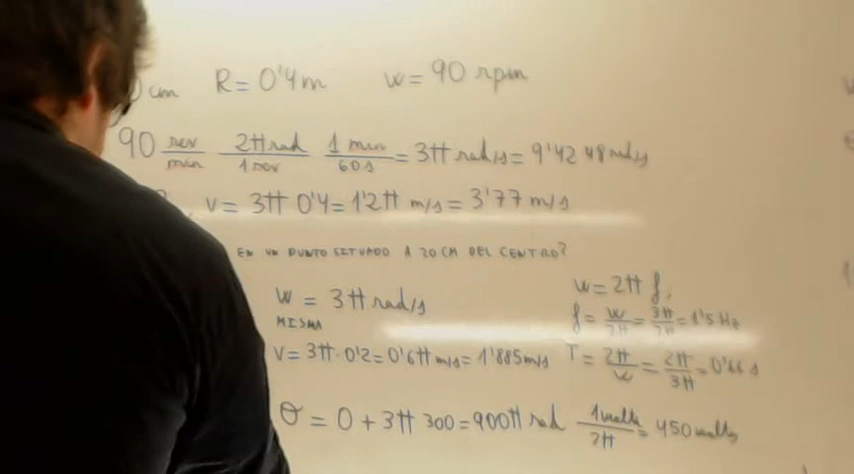 0 cm R = 0'4 m w = 90 rpm
90 rev/min 2π rad/1 rev 1 min/60 s = 3π rad/s = 9'42 48 rad/s
v = 3π 0'4 = 1'2π m/s = 3'77 m/s
EN UN PUNTO SITUADO A 20 CM DEL CENTRO?
w = 3π rad/s
MISMA
v = 3π · 0'2 = 0'6π m/s = 1'885 m/s
w = 2π f,
f = w/2π = 3π/2π = 1'5 Hz
T = 2π/w = 2π/3π = 0'66 s
θ = 0 + 3π 300 = 900π rad 1 vuelta/2π = 450 vueltas